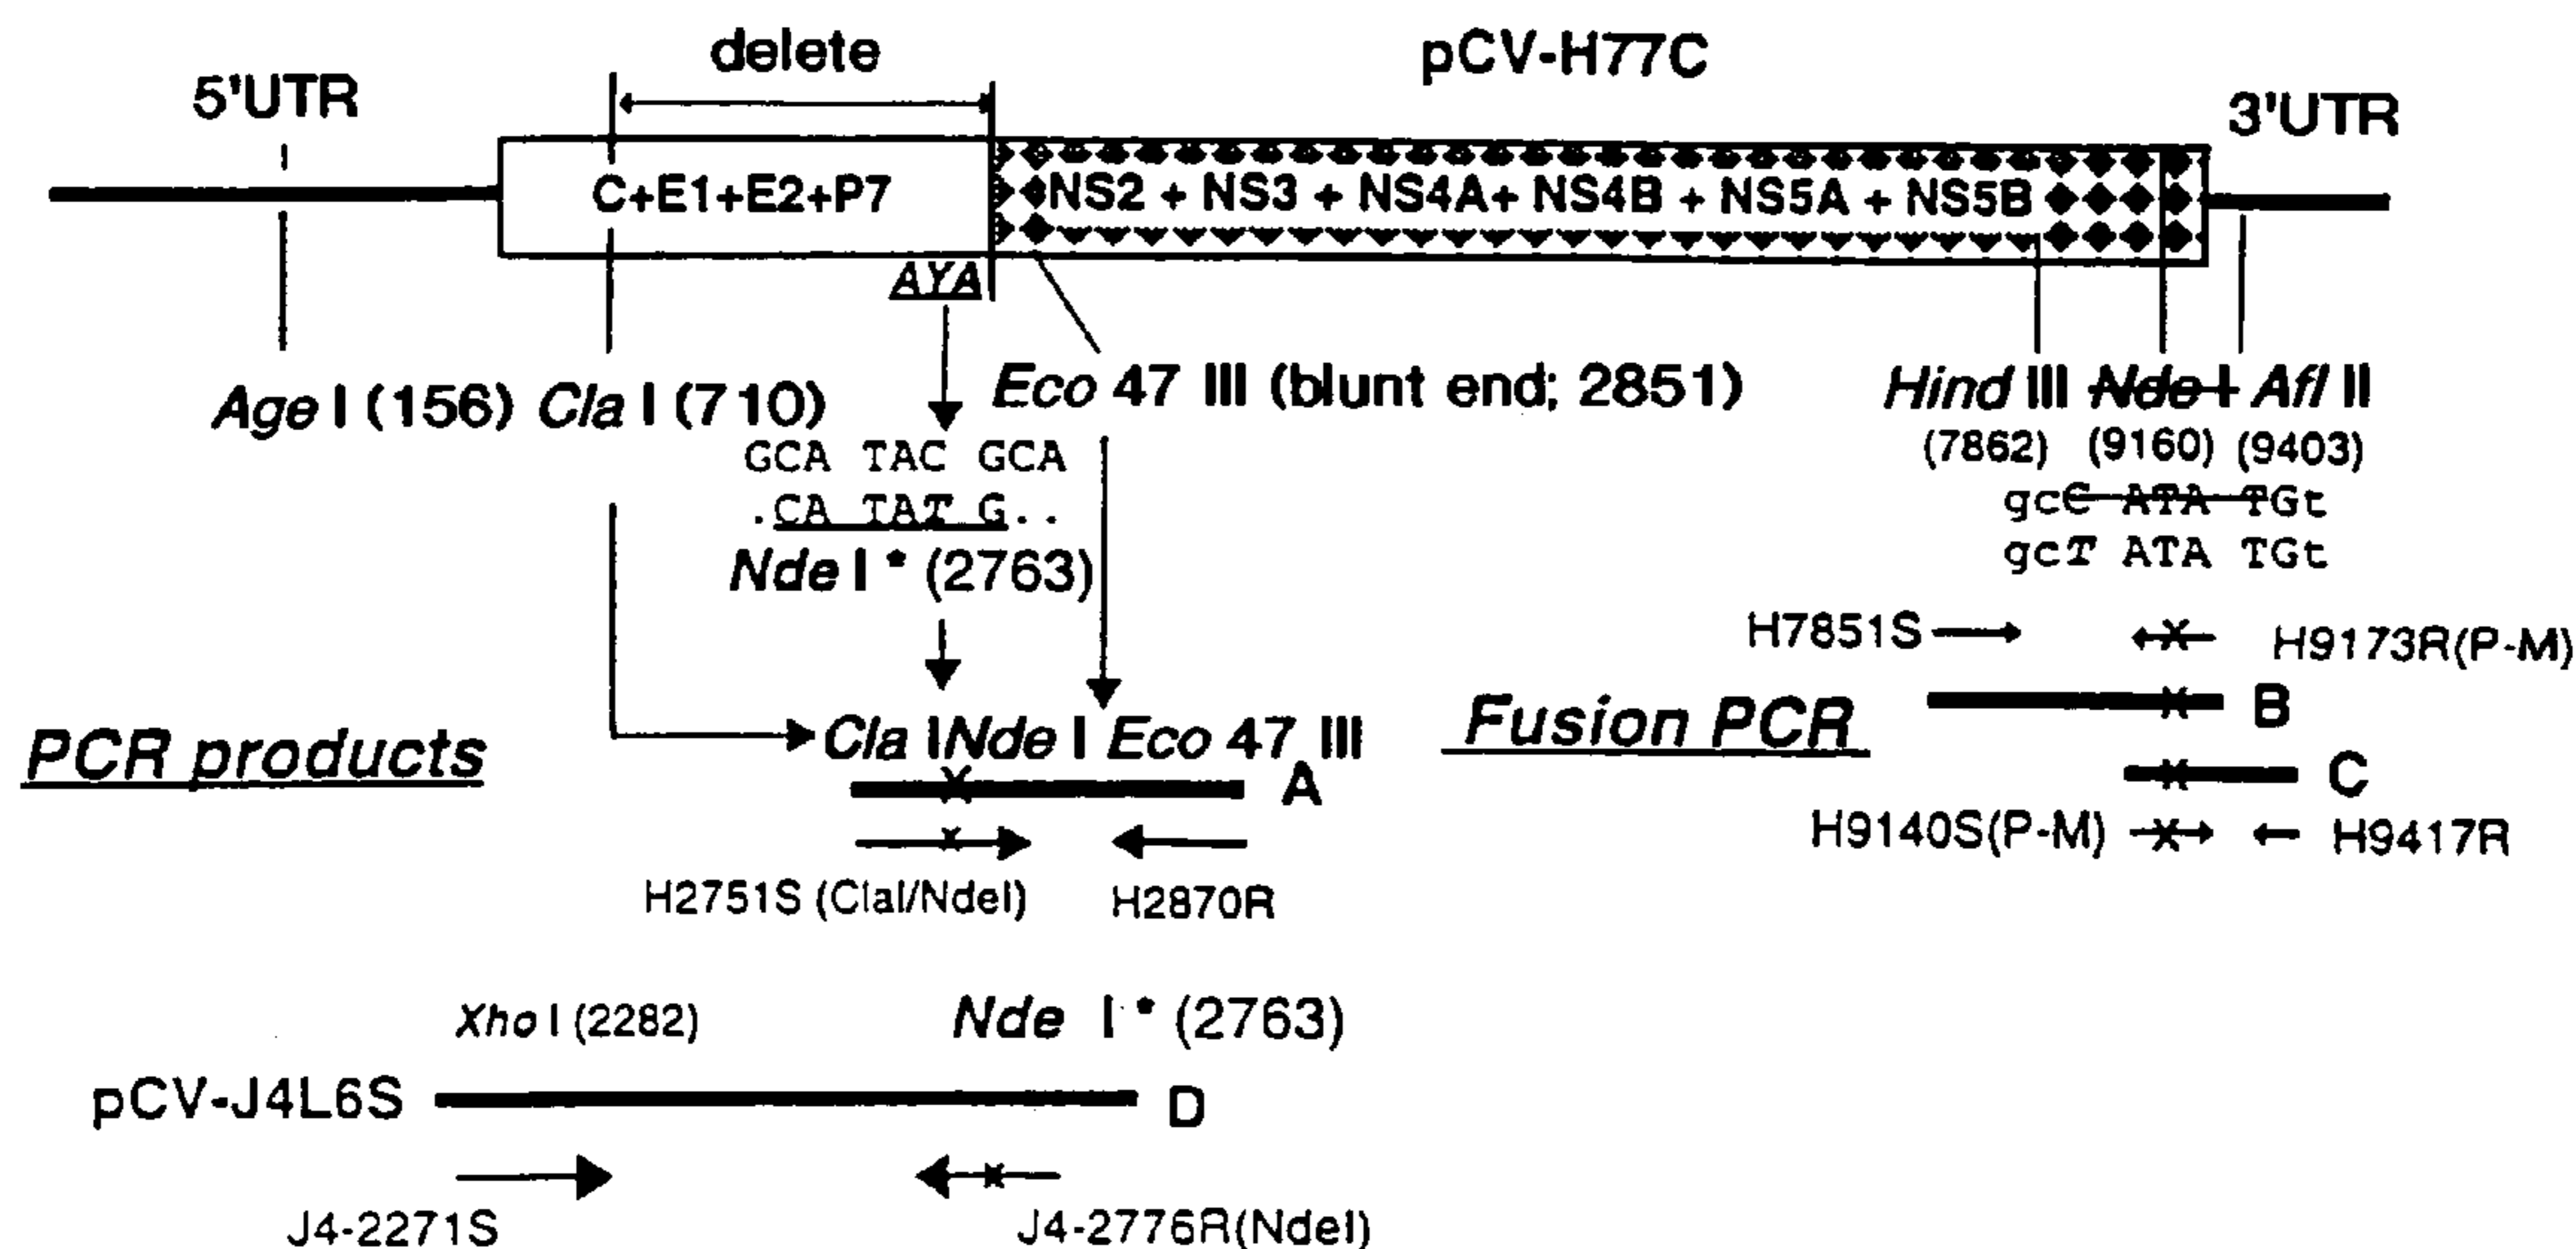 delete
pCV-H77C
5'UTR
3'UTR
C+E1+E2+P7
NS2 + NS3 + NS4A+ NS4B + NS5A + NS5B
AYA
Age I (156) Cla I (710)
Eco 47 III (blunt end; 2851)
Hind III Nde I Afl II
(7862) (9160) (9403)
GCA TAC GCA
.CA TAT G..
Nde I * (2763)
gcC ATA TGt
gcT ATA TGt
H7851S
H9173R(P-M)
PCR products
Cla I Nde I Eco 47 III
A
Fusion PCR
B
C
H9140S(P-M)
H9417R
H2751S (ClaI/NdeI)
H2870R
Xho I (2282)
Nde I * (2763)
pCV-J4L6S
D
J4-2271S
J4-2776R(NdeI)